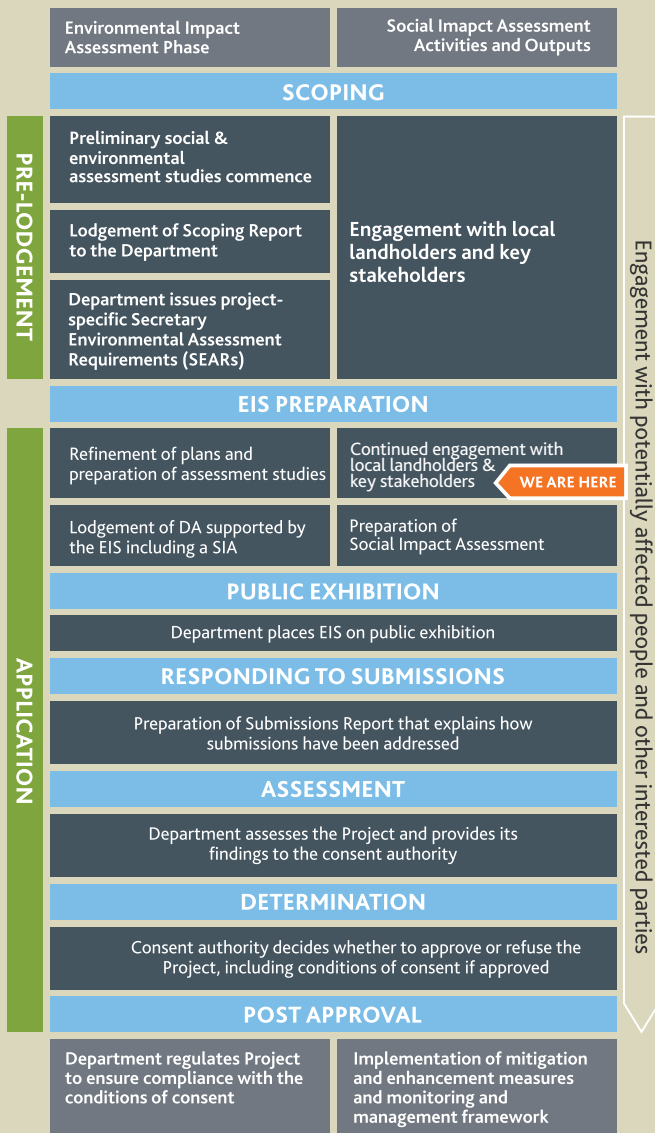 Environmental Impact
Assessment Phase
Social Imapct Assessment
Activities and Outputs
SCOPING
PRE-LODGEMENT
Preliminary social &
environmental
assessment studies commence
Lodgement of Scoping Report
to the Department
Department issues project-
specific Secretary
Environmental Assessment
Requirements (SEARs)
Engagement with local
landholders and key
stakeholders
EIS PREPARATION
APPLICATION
Refinement of plans and
preparation of assessment studies
Continued engagement with
local landholders &
key stakeholders
WE ARE HERE
Lodgement of DA supported by
the EIS including a SIA
Preparation of
Social Impact Assessment
PUBLIC EXHIBITION
Department places EIS on public exhibition
RESPONDING TO SUBMISSIONS
Preparation of Submissions Report that explains how
submissions have been addressed
ASSESSMENT
Department assesses the Project and provides its
findings to the consent authority
DETERMINATION
Consent authority decides whether to approve or refuse the
Project, including conditions of consent if approved
POST APPROVAL
Department regulates Project
to ensure compliance with the
conditions of consent
Implementation of mitigation
and enhancement measures
and monitoring and
management framework
Engagement with potentially affected people and other interested parties